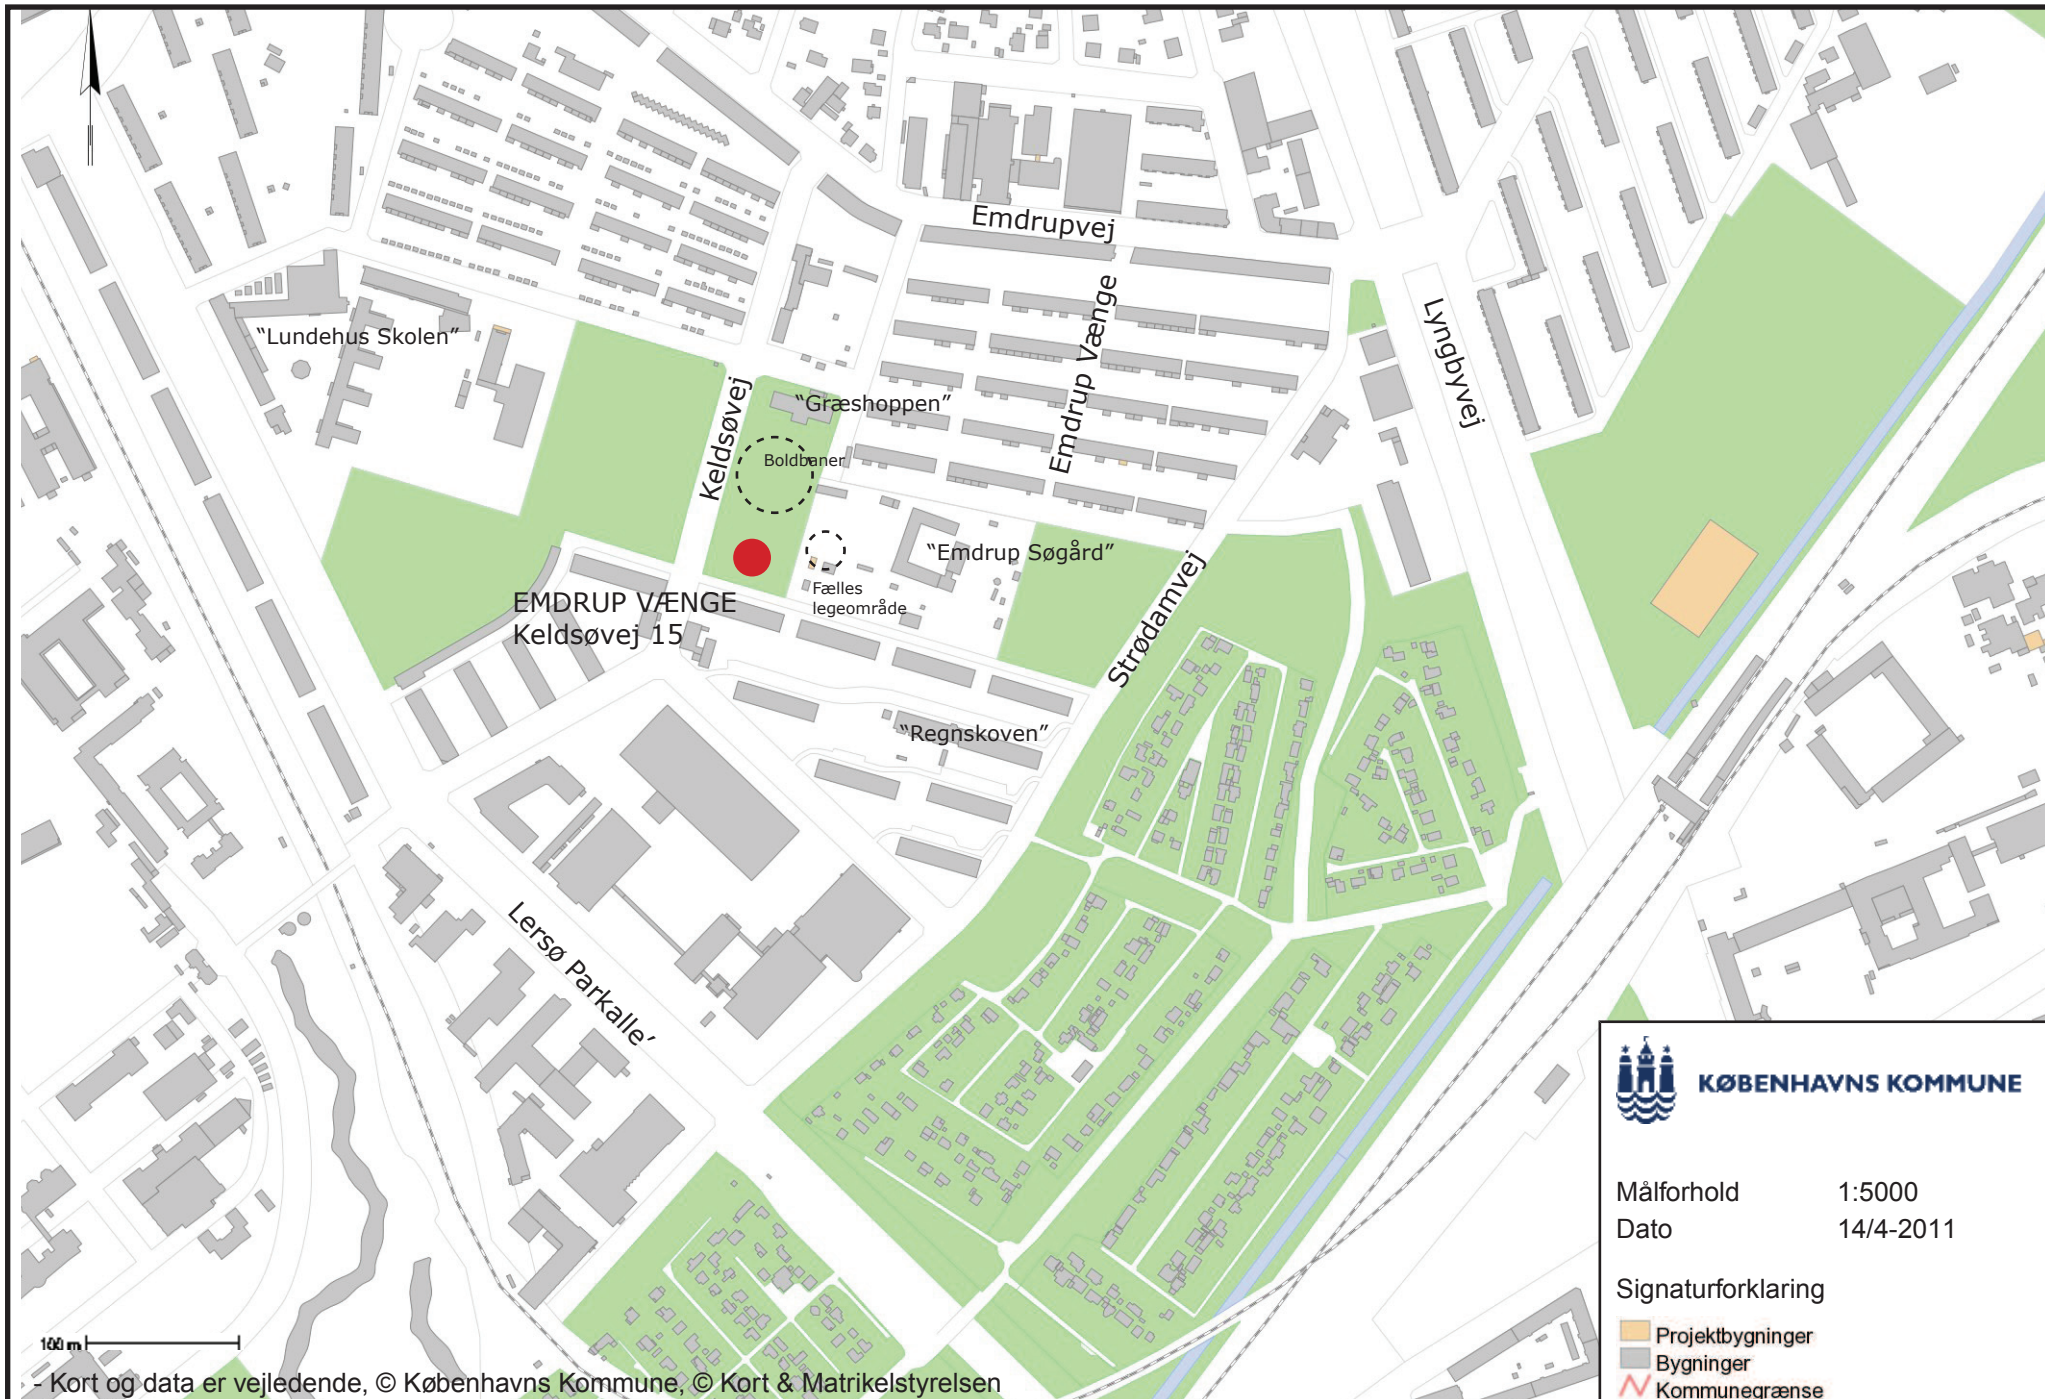 Emdrupvej
"Lundehus Skolen"
Emdrup Vænge
Lyngbyvej
Keldsøvej
"Græshoppen"
Boldbaner
"Emdrup Søgård"
Strødamvej
Fælles
legeområde
EMDRUP VÆNGE
Keldsøvej 15
"Regnskoven"
Lersø Parkalle'
KØBENHAVNS KOMMUNE
Målforhold 1:5000
Dato 14/4-2011
Signaturforklaring
Projektbygninger
Bygninger
Kommunegrænse
100 m
- Kort og data er vejledende, © Københavns Kommune, © Kort & Matrikelstyrelsen